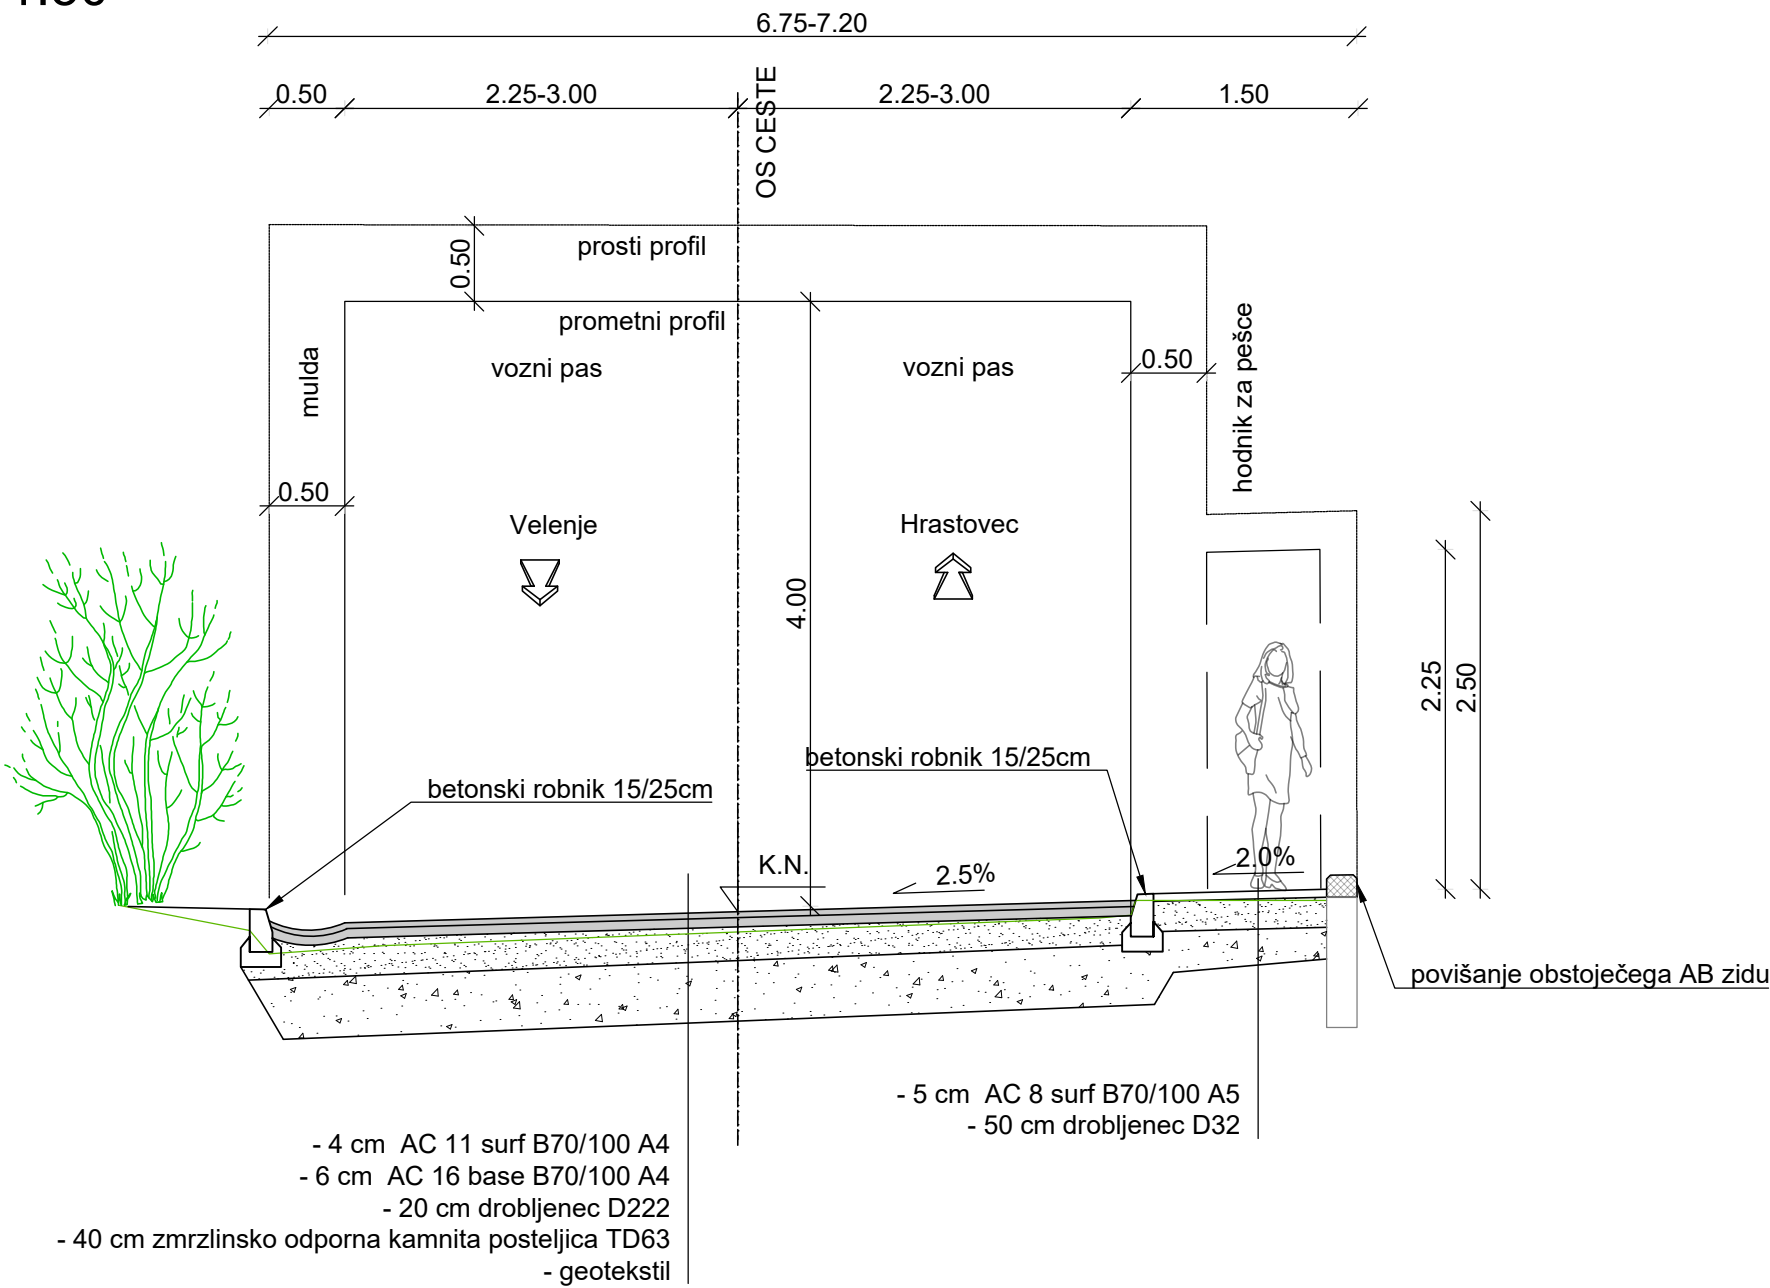 6.75-7.20
0.50
2.25-3.00
2.25-3.00
1.50
OS CESTE
0.50
prosti profil
prometni profil
mulda
vozni pas
vozni pas
0.50
hodnik za pešce
0.50
Velenje
Hrastovec
4.00
2.25
2.50
betonski robnik 15/25cm
betonski robnik 15/25cm
K.N.
2.5%
2.0%
povišanje obstoječega AB zidu
- 5 cm AC 8 surf B70/100 A5
- 50 cm drobljenec D32
- 4 cm AC 11 surf B70/100 A4
- 6 cm AC 16 base B70/100 A4
- 20 cm drobljenec D222
- 40 cm zmrzlinsko odporna kamnita posteljica TD63
- geotekstil